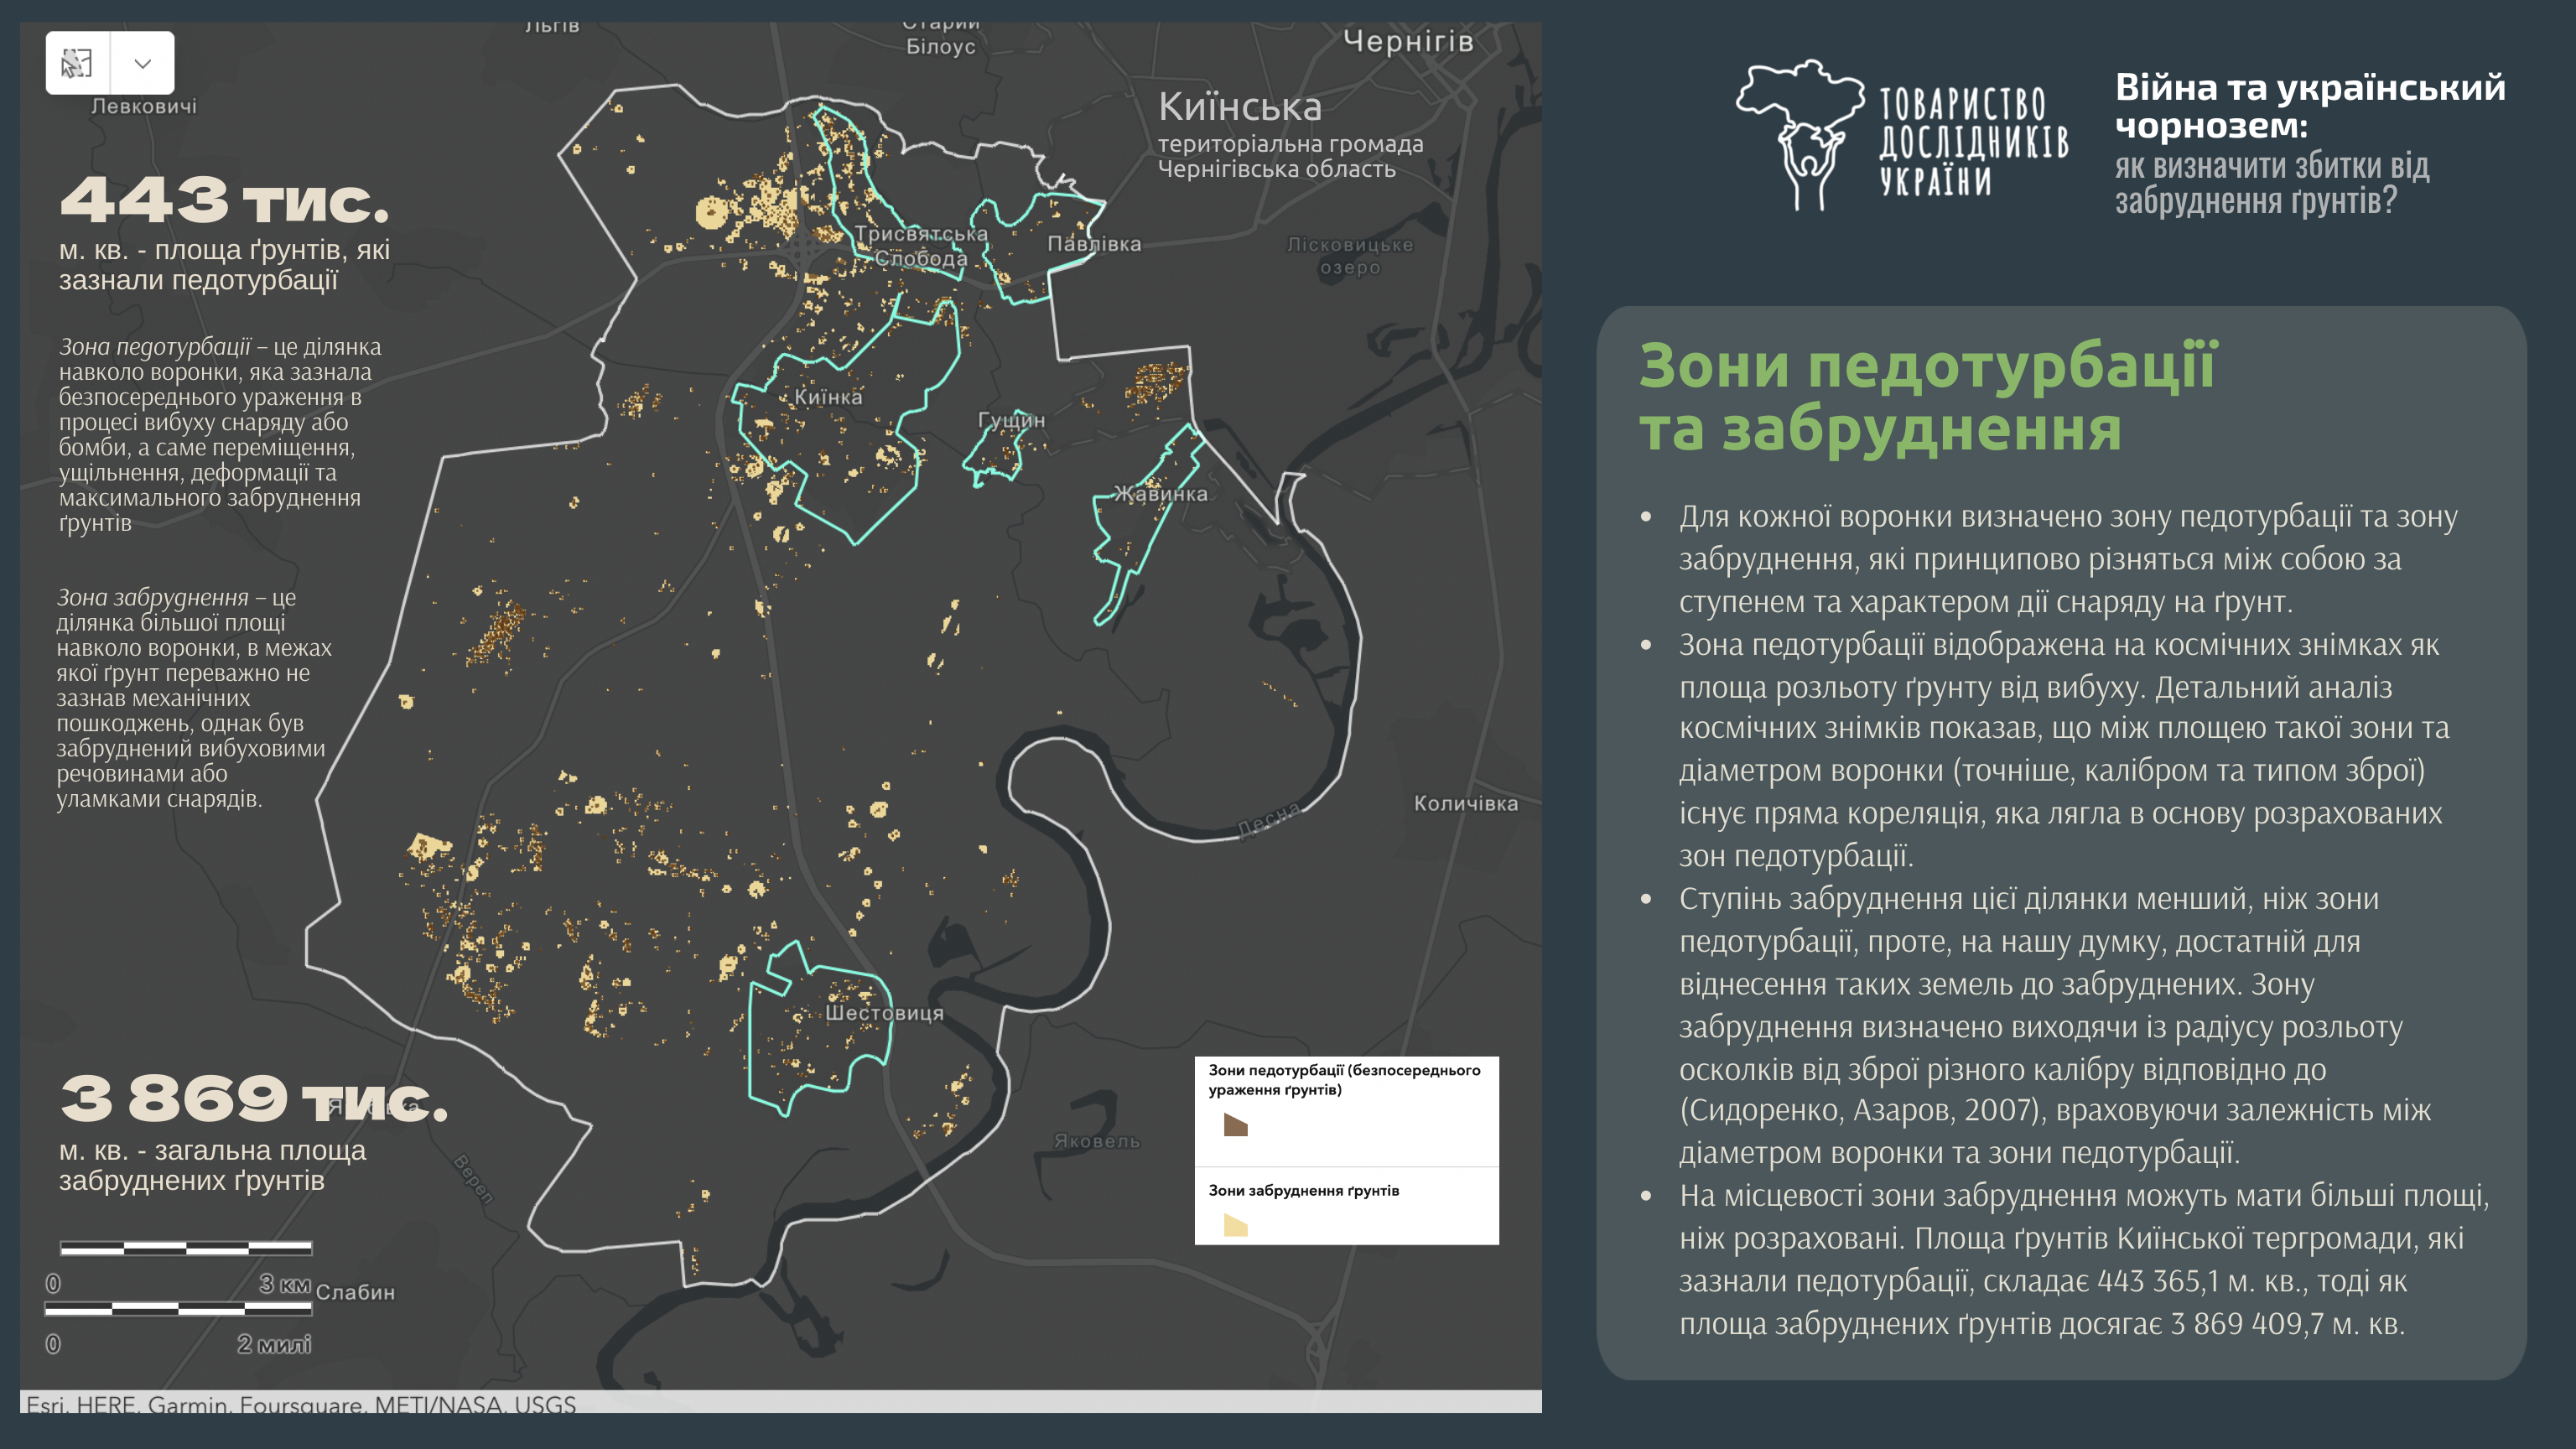 Льгів
Старий
Білоус
Чернігів
Левковичі
Киїнська
територіальна громада
Чернігівська область
443 тис.
м. кв. - площа ґрунтів, які
зазнали педотурбації
Зона педотурбації – це ділянка
навколо воронки, яка зазнала
безпосереднього ураження в
процесі вибуху снаряду або
бомби, а саме переміщення,
ущільнення, деформації та
максимального забруднення
ґрунтів
Зона забруднення – це
ділянка більшої площі
навколо воронки, в межах
якої ґрунт переважно не
зазнав механічних
пошкоджень, однак був
забруднений вибуховими
речовинами або
уламками снарядів.
Трисвятська
Слобода
Павлівка
Лісковицьке
озеро
Киїнка
Гущин
Жавинка
Количівка
Десна
Шестовиця
Яковель
Вереп
Слабин
3 869 тис.
м. кв. - загальна площа
забруднених ґрунтів
0 3 км
0 2 милі
Зони педотурбації (безпосереднього
ураження ґрунтів)
Зони забруднення ґрунтів
Esri, HERE, Garmin, Foursquare, METI/NASA, USGS
ТОВАРИСТВО
ДОСЛІДНИКІВ
УКРАЇНИ
Війна та український
чорнозем:
як визначити збитки від
забруднення ґрунтів?
Зони педотурбації
та забруднення
• Для кожної воронки визначено зону педотурбації та зону
забруднення, які принципово різняться між собою за
ступенем та характером дії снаряду на ґрунт.
• Зона педотурбації відображена на космічних знімках як
площа розльоту ґрунту від вибуху. Детальний аналіз
космічних знімків показав, що між площею такої зони та
діаметром воронки (точніше, калібром та типом зброї)
існує пряма кореляція, яка лягла в основу розрахованих
зон педотурбації.
• Ступінь забруднення цієї ділянки менший, ніж зони
педотурбації, проте, на нашу думку, достатній для
віднесення таких земель до забруднених. Зону
забруднення визначено виходячи із радіусу розльоту
осколків від зброї різного калібру відповідно до
(Сидоренко, Азаров, 2007), враховуючи залежність між
діаметром воронки та зони педотурбації.
• На місцевості зони забруднення можуть мати більші площі,
ніж розраховані. Площа ґрунтів Киїнської тергромади, які
зазнали педотурбації, складає 443 365,1 м. кв., тоді як
площа забруднених ґрунтів досягає 3 869 409,7 м. кв.